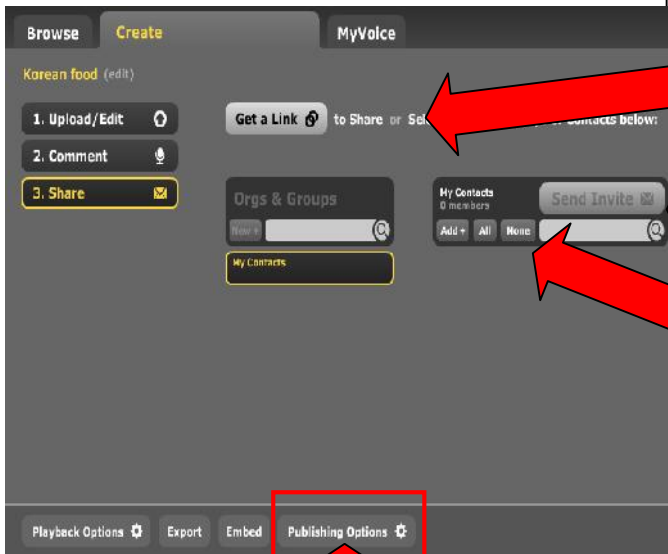 Browse Create MyVoice
Korean food (edit)
1. Upload/Edit
Get a Link to Share or Contacts below:
2. Comment
3. Share
Orgs & Groups
My Contacts
0 members
Send Invite
New +
Add + All None
My Contacts
Playback Options Export Embed Publishing Options